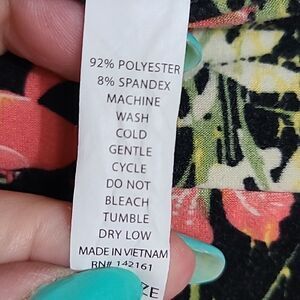 92% POLYESTER
8% SPANDEX
MACHINE
WASH
COLD
GENTLE
CYCLE
DO NOT
BLEACH
TUMBLE
DRY LOW
MADE IN VIETNAM
RN# 142161
ZE